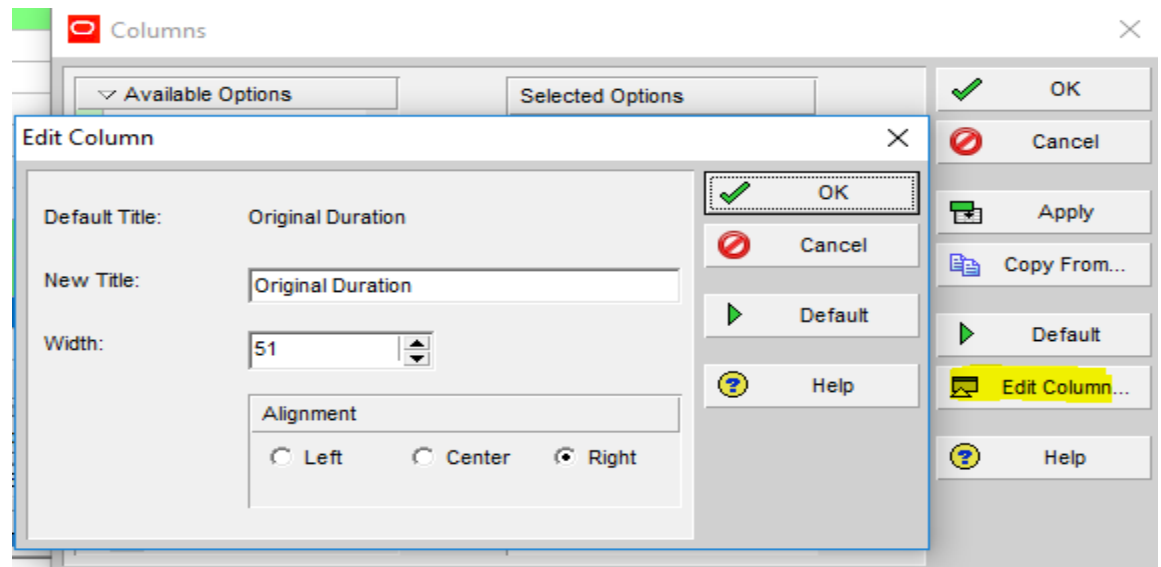 Columns
Available Options
Selected Options
OK
Cancel
Apply
Copy From...
Default
Edit Column...
Help
Edit Column
Default Title: Original Duration
New Title: Original Duration
Width: 51
Alignment
Left Center Right
OK
Cancel
Default
Help